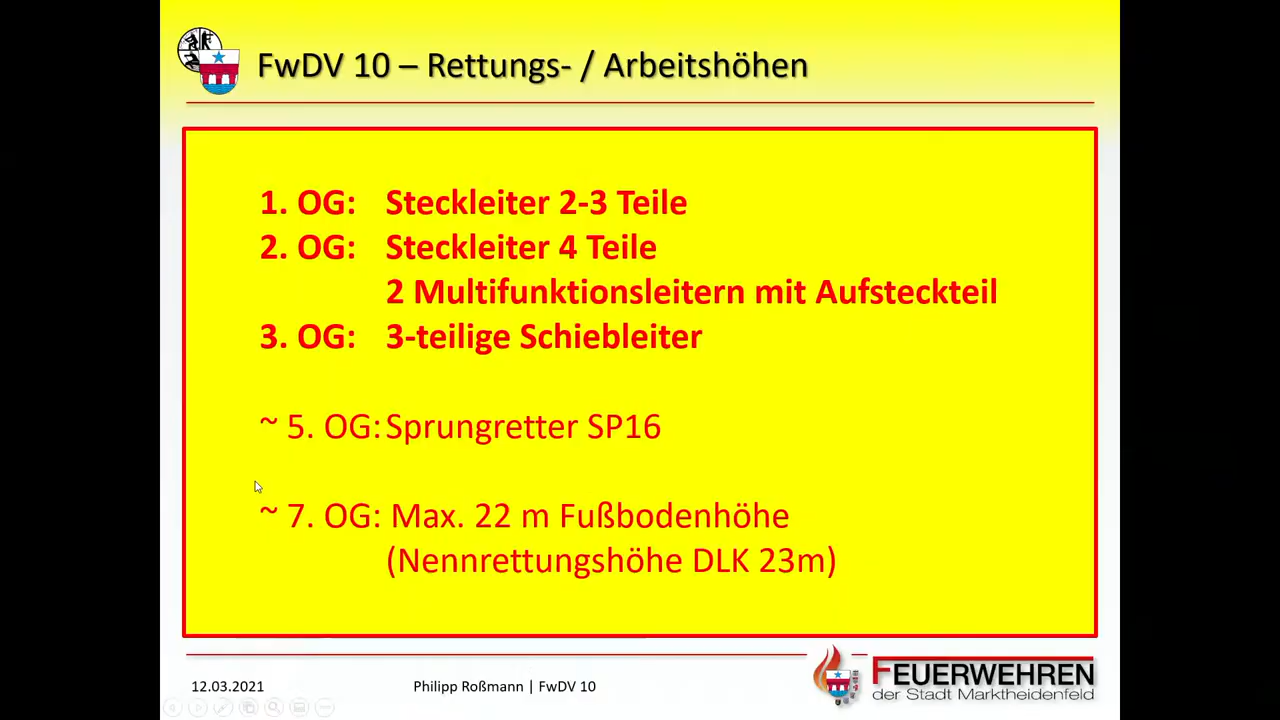 FwDV 10 – Rettungs- / Arbeitshöhen
1. OG: Steckleiter 2-3 Teile
2. OG: Steckleiter 4 Teile
2 Multifunktionsleitern mit Aufsteckteil
3. OG: 3-teilige Schiebleiter
~ 5. OG: Sprungretter SP16
~ 7. OG: Max. 22 m Fußbodenhöhe
(Nennrettungshöhe DLK 23m)
12.03.2021
Philipp Roßmann | FwDV 10
FEUERWEHREN
der Stadt Marktheidenfeld